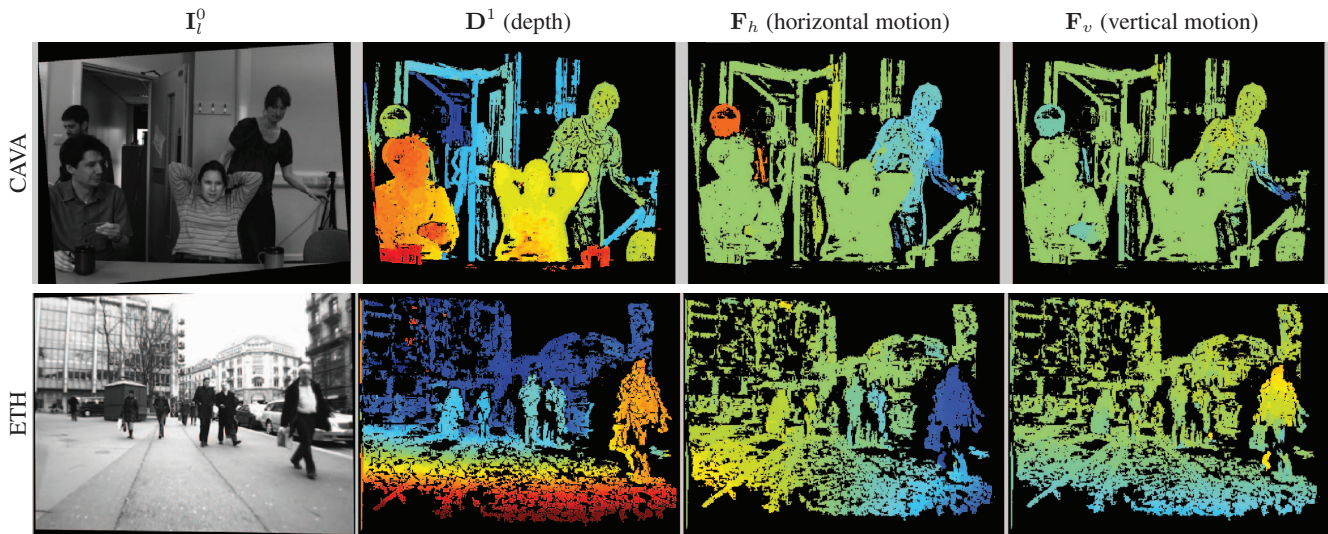 I_l^0
D^1 (depth)
F_h (horizontal motion)
F_v (vertical motion)
CAVA
ETH